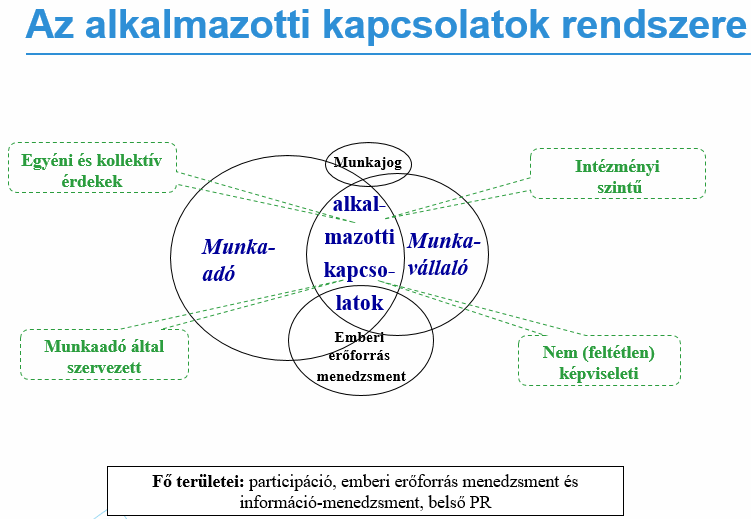 Az alkalmazotti kapcsolatok rendszere
Egyéni és kollektív
érdekek
Munkajog
Intézményi
szintű
Munka-
adó
alkal-
mazotti
kapcso-
latok
Munka-
vállaló
Munkaadó által
szervezett
Emberi
erőforrás
menedzsment
Nem (feltétlen)
képviseleti
Fő területei: participáció, emberi erőforrás menedzsment és
információ-menedzsment, belső PR